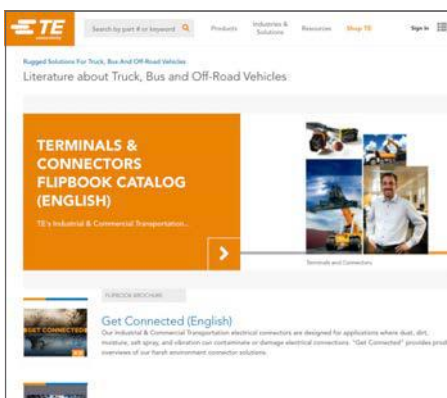 TE
Search by part # or keyword
Products
Industries &
Solutions
Resources
Shop TE
Sign In
Rugged Solutions For Truck, Bus And Off-Road Vehicles
Literature about Truck, Bus and Off-Road Vehicles
TERMINALS &
CONNECTORS
FLIPBOOK CATALOG
(ENGLISH)
TE's Industrial & Commercial Transportation...
Terminals and Connectors
FLIPBOOK BROCHURE
GET CONNECTED
Get Connected (English)
Our Industrial & Commercial Transportation electrical connectors are designed for applications where dust, dirt,
moisture, salt spray, and vibration can contaminate or damage electrical connections. "Get Connected" provides prod
overviews of our harsh environment connector solutions.